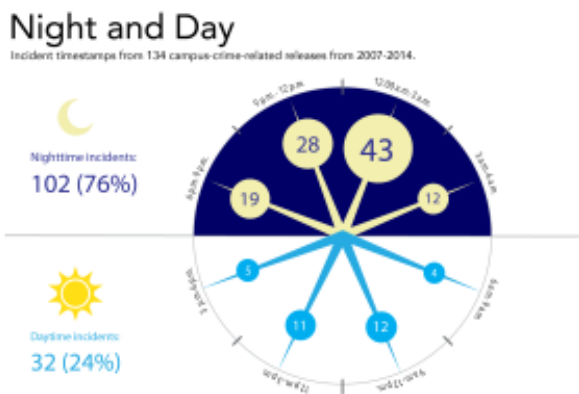 Night and Day
Incident timestamps from 134 campus-crime-related releases from 2007-2014.
9pm-12am
12:00am-3am
28
43
Nighttime incidents:
102 (76%)
6pm-9pm
3am-6am
19
12
5
4
3pm-6pm
6am-9am
11
12
Daytime incidents:
32 (24%)
12pm-3pm
9am-12pm